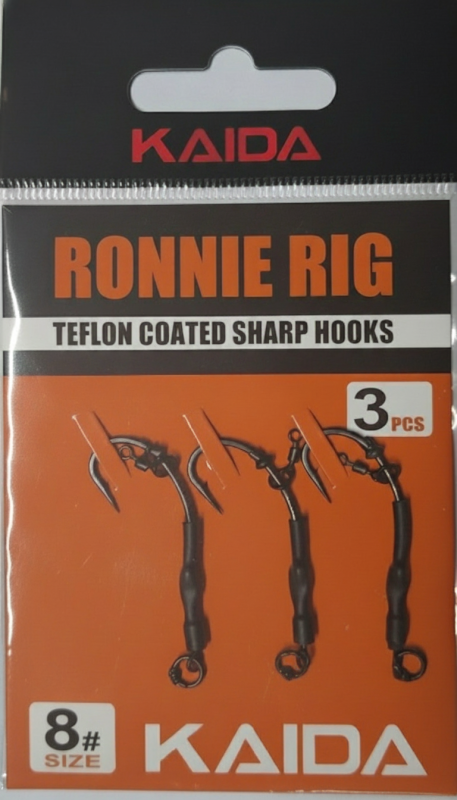 KAIDA
RONNIE RIG
TEFLON COATED SHARP HOOKS
3 PCS
8#
SIZE
KAIDA